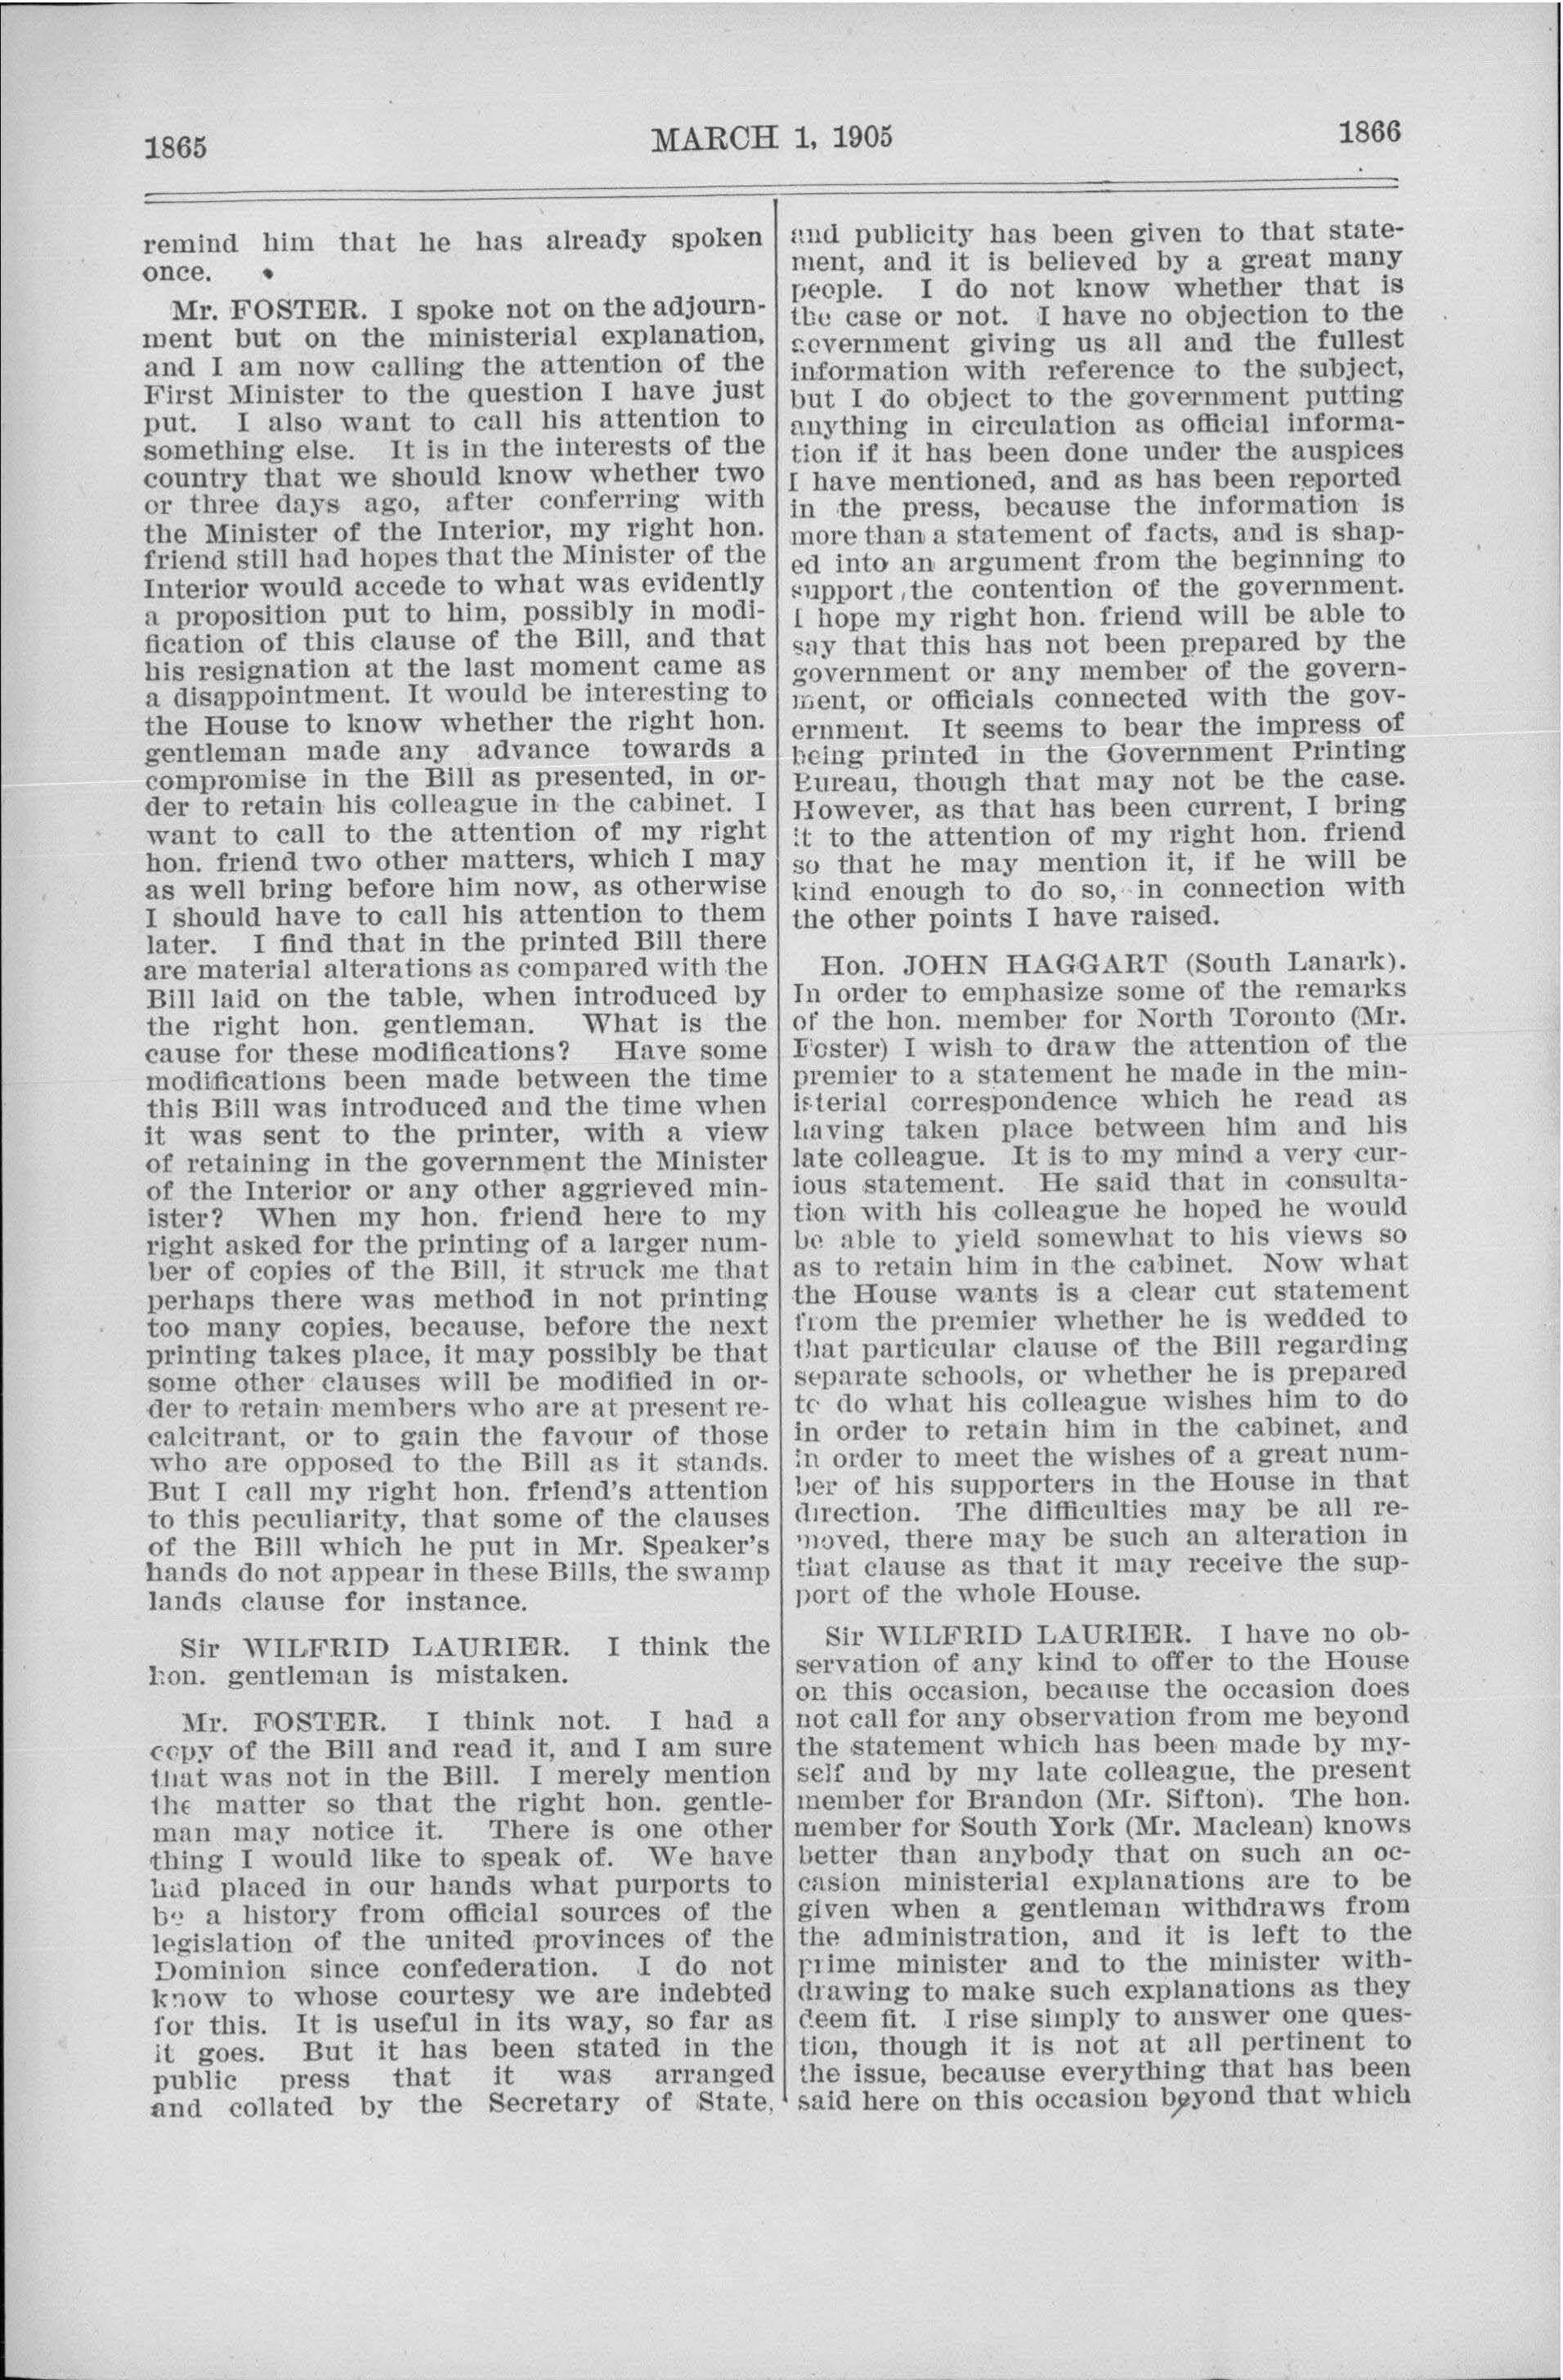 1865
MARCH 1, 1905
1866
remind him that he has already spoken
once.
Mr. FOSTER. I spoke not on the adjourn-
ment but on the ministerial explanation,
and I am now calling the attention of the
First Minister to the question I have just
put. I also want to call his attention to
something else. It is in the interests of the
country that we should know whether two
or three days ago, after conferring with
the Minister of the Interior, my right hon.
friend still had hopes that the Minister of the
Interior would accede to what was evidently
a proposition put to him, possibly in modi-
fication of this clause of the Bill, and that
his resignation at the last moment came as
a disappointment. It would be interesting to
the House to know whether the right hon.
gentleman made any advance towards a
compromise in the Bill as presented, in or-
der to retain his colleague in the cabinet. I
want to call to the attention of my right
hon. friend two other matters, which I may
as well bring before him now, as otherwise
I should have to call his attention to them
later. I find that in the printed Bill there
are material alterations as compared with the
Bill laid on the table, when introduced by
the right hon. gentleman. What is the
cause for these modifications? Have some
modifications been made between the time
this Bill was introduced and the time when
it was sent to the printer, with a view
of retaining in the government the Minister
of the Interior or any other aggrieved min-
ister? When my hon. friend here to my
right asked for the printing of a larger num-
ber of copies of the Bill, it struck me that
perhaps there was method in not printing
too many copies, because, before the next
printing takes place, it may possibly be that
some other clauses will be modified in or-
der to retain members who are at present re-
calcitrant, or to gain the favour of those
who are opposed to the Bill as it stands.
But I call my right hon. friend's attention
to this peculiarity, that some of the clauses
of the Bill which he put in Mr. Speaker's
hands do not appear in these Bills, the swamp
lands clause for instance.
Sir WILFRID LAURIER. I think the
hon. gentleman is mistaken.
Mr. FOSTER. I think not. I had a
copy of the Bill and read it, and I am sure
that was not in the Bill. I merely mention
the matter so that the right hon. gentle-
man may notice it. There is one other
thing I would like to speak of. We have
had placed in our hands what purports to
be a history from official sources of the
legislation of the united provinces of the
Dominion since confederation. I do not
know to whose courtesy we are indebted
for this. It is useful in its way, so far as
it goes. But it has been stated in the
public press that it was arranged
and collated by the Secretary of State,
and publicity has been given to that state-
ment, and it is believed by a great many
people. I do not know whether that is
the case or not. I have no objection to the
government giving us all and the fullest
information with reference to the subject,
but I do object to the government putting
anything in circulation as official informa-
tion if it has been done under the auspices
I have mentioned, and as has been reported
in the press, because the information is
more than a statement of facts, and is shap-
ed into an argument from the beginning to
support the contention of the government.
I hope my right hon. friend will be able to
say that this has not been prepared by the
government or any member of the govern-
ment, or officials connected with the gov-
ernment. It seems to bear the impress of
being printed in the Government Printing
Bureau, though that may not be the case.
However, as that has been current, I bring
it to the attention of my right hon. friend
so that he may mention it, if he will be
kind enough to do so, in connection with
the other points I have raised.
Hon. JOHN HAGGART (South Lanark).
In order to emphasize some of the remarks
of the hon. member for North Toronto (Mr.
Foster) I wish to draw the attention of the
premier to a statement he made in the min-
isterial correspondence which he read as
having taken place between him and his
late colleague. It is to my mind a very cur-
ious statement. He said that in consulta-
tion with his colleague he hoped he would
be able to yield somewhat to his views so
as to retain him in the cabinet. Now what
the House wants is a clear cut statement
from the premier whether he is wedded to
that particular clause of the Bill regarding
separate schools, or whether he is prepared
to do what his colleague wishes him to do
in order to retain him in the cabinet, and
in order to meet the wishes of a great num-
ber of his supporters in the House in that
direction. The difficulties may be all re-
moved, there may be such an alteration in
that clause as that it may receive the sup-
port of the whole House.
Sir WILFRID LAURIER. I have no ob-
servation of any kind to offer to the House
on this occasion, because the occasion does
not call for any observation from me beyond
the statement which has been made by my-
self and by my late colleague, the present
member for Brandon (Mr. Sifton). The hon.
member for South York (Mr. Maclean) knows
better than anybody that on such an oc-
casion ministerial explanations are to be
given when a gentleman withdraws from
the administration, and it is left to the
prime minister and to the minister with-
drawing to make such explanations as they
deem fit. I rise simply to answer one ques-
tion, though it is not at all pertinent to
the issue, because everything that has been
said here on this occasion beyond that which